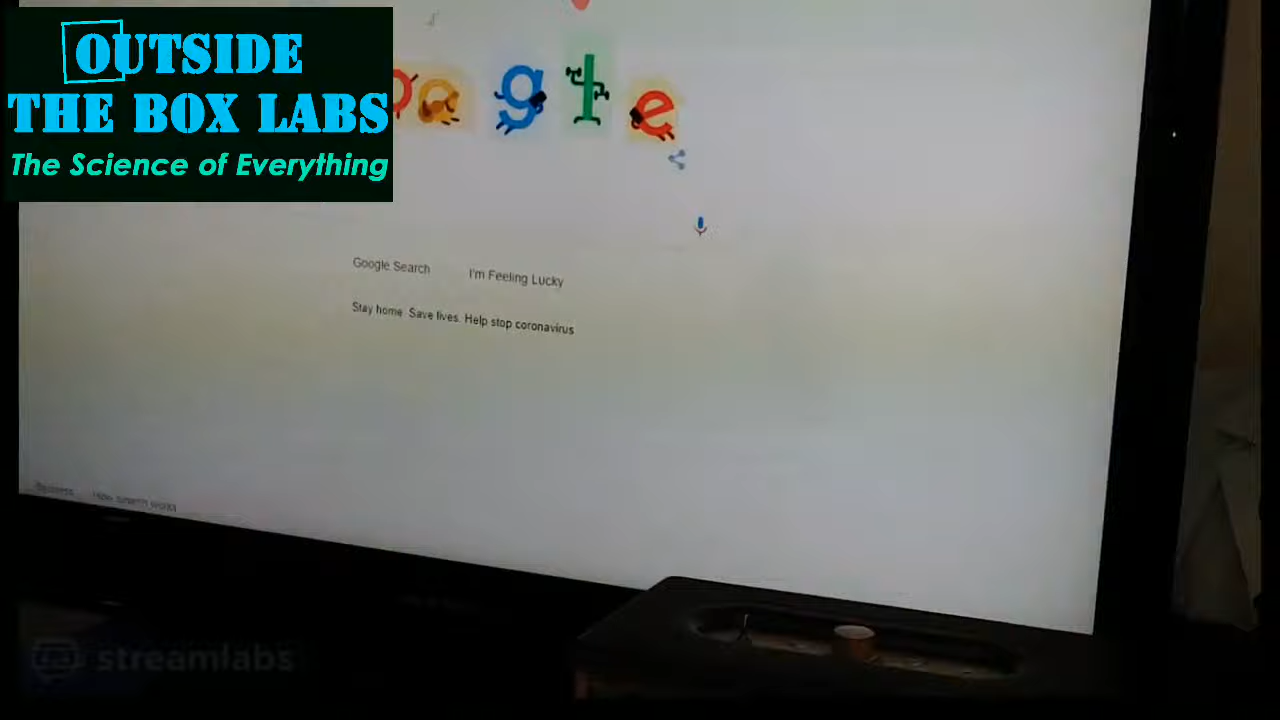 OUTSIDE
THE BOX LABS
The Science of Everything
g l e
Google Search I'm Feeling Lucky
Stay home. Save lives. Help stop coronavirus
streamlabs